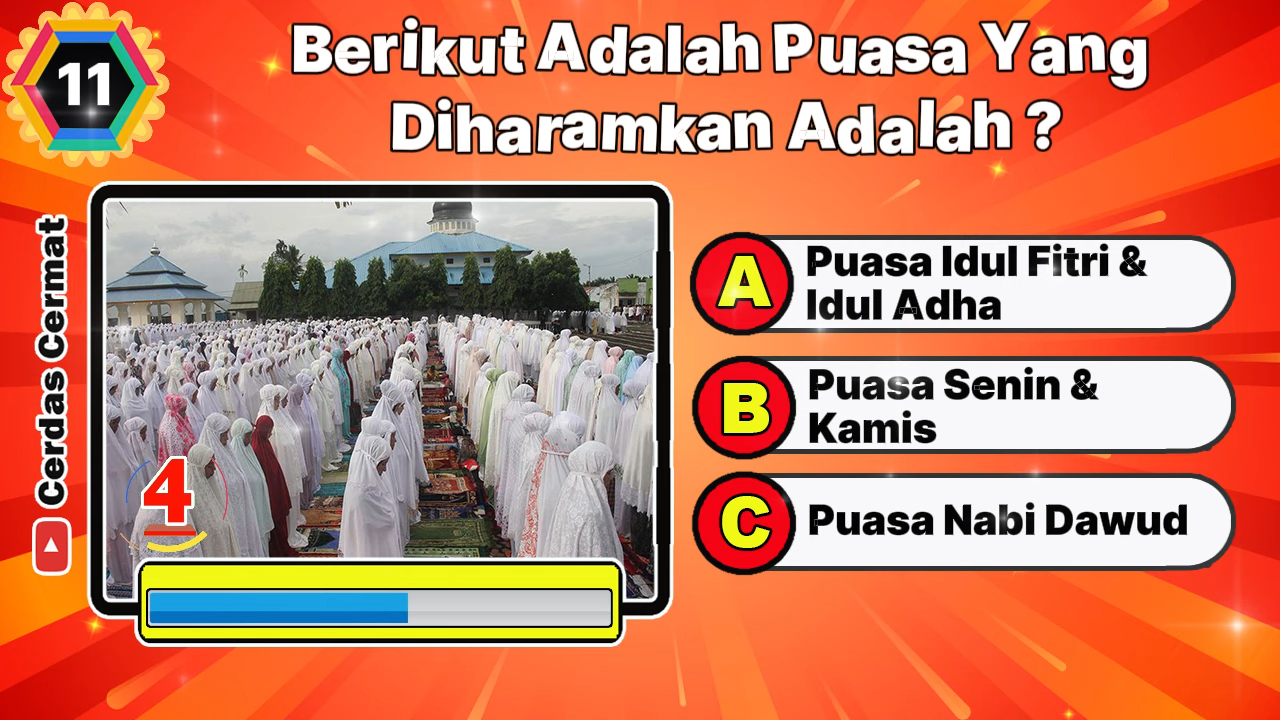 11
Berikut Adalah Puasa Yang
Diharamkan Adalah ?
Cerdas Cermat
4
A
Puasa Idul Fitri &
Idul Adha
B
Puasa Senin &
Kamis
C
Puasa Nabi Dawud